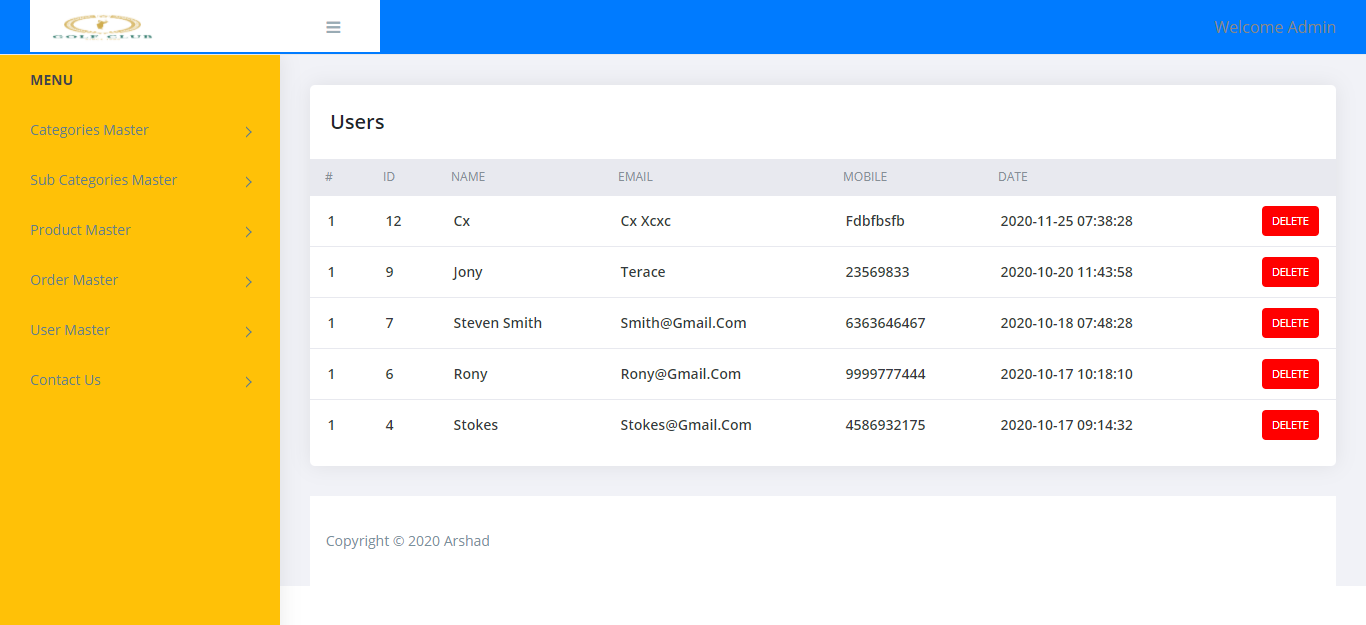 GOLF CLUB
Welcome Admin
MENU
Categories Master
Sub Categories Master
Product Master
Order Master
User Master
Contact Us
Users
# ID NAME EMAIL MOBILE DATE
1 12 Cx Cx Xcxc Fdbfbsfb 2020-11-25 07:38:28 DELETE
1 9 Jony Terace 23569833 2020-10-20 11:43:58 DELETE
1 7 Steven Smith Smith@Gmail.Com 6363646467 2020-10-18 07:48:28 DELETE
1 6 Rony Rony@Gmail.Com 9999777444 2020-10-17 10:18:10 DELETE
1 4 Stokes Stokes@Gmail.Com 4586932175 2020-10-17 09:14:32 DELETE
Copyright © 2020 Arshad